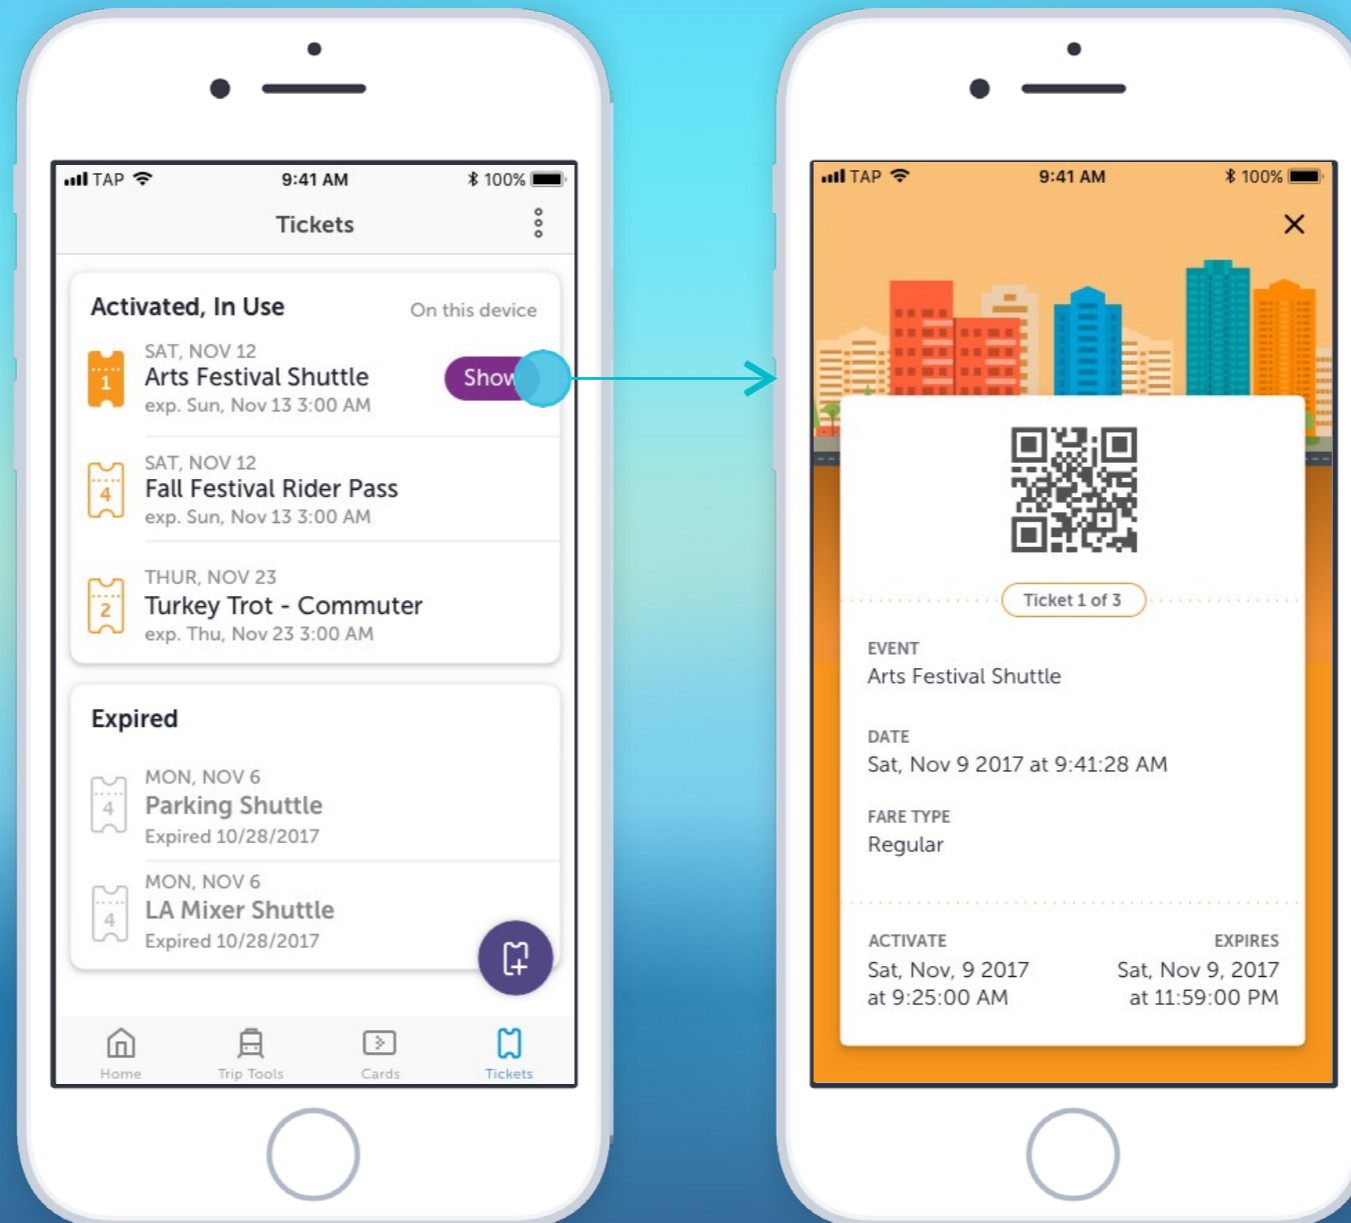 TAP 9:41 AM 100%
Tickets
Activated, In Use On this device
1
SAT, NOV 12
Arts Festival Shuttle
exp. Sun, Nov 13 3:00 AM
Show
4
SAT, NOV 12
Fall Festival Rider Pass
exp. Sun, Nov 13 3:00 AM
2
THUR, NOV 23
Turkey Trot - Commuter
exp. Thu, Nov 23 3:00 AM
Expired
4
MON, NOV 6
Parking Shuttle
Expired 10/28/2017
4
MON, NOV 6
LA Mixer Shuttle
Expired 10/28/2017
Home Trip Tools Cards Tickets
TAP 9:41 AM 100%
Ticket 1 of 3
EVENT
Arts Festival Shuttle
DATE
Sat, Nov 9 2017 at 9:41:28 AM
FARE TYPE
Regular
ACTIVATE
Sat, Nov, 9 2017
at 9:25:00 AM
EXPIRES
Sat, Nov 9, 2017
at 11:59:00 PM